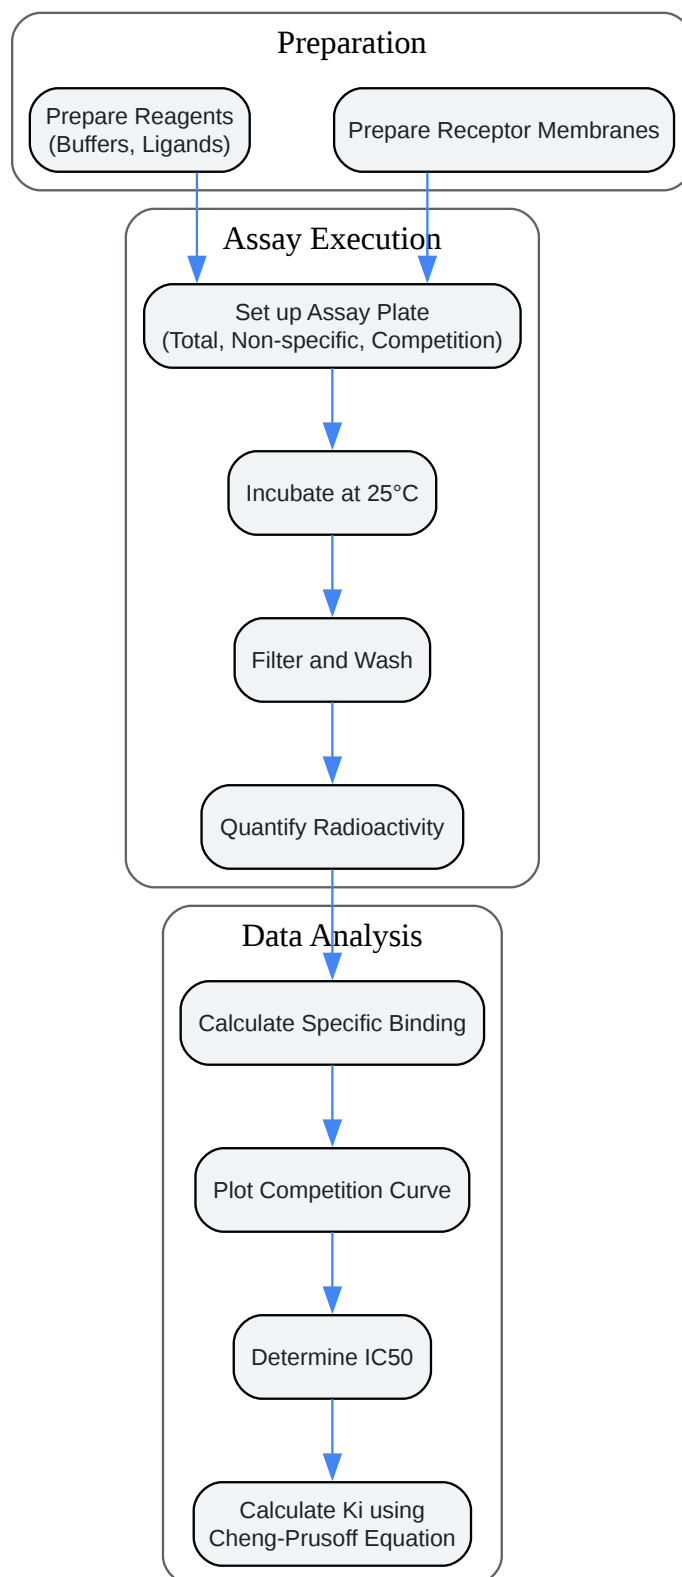 Preparation
Prepare Reagents
(Buffers, Ligands)
Prepare Receptor Membranes
Assay Execution
Set up Assay Plate
(Total, Non-specific, Competition)
Incubate at 25°C
Filter and Wash
Quantify Radioactivity
Data Analysis
Calculate Specific Binding
Plot Competition Curve
Determine IC50
Calculate Ki using
Cheng-Prusoff Equation